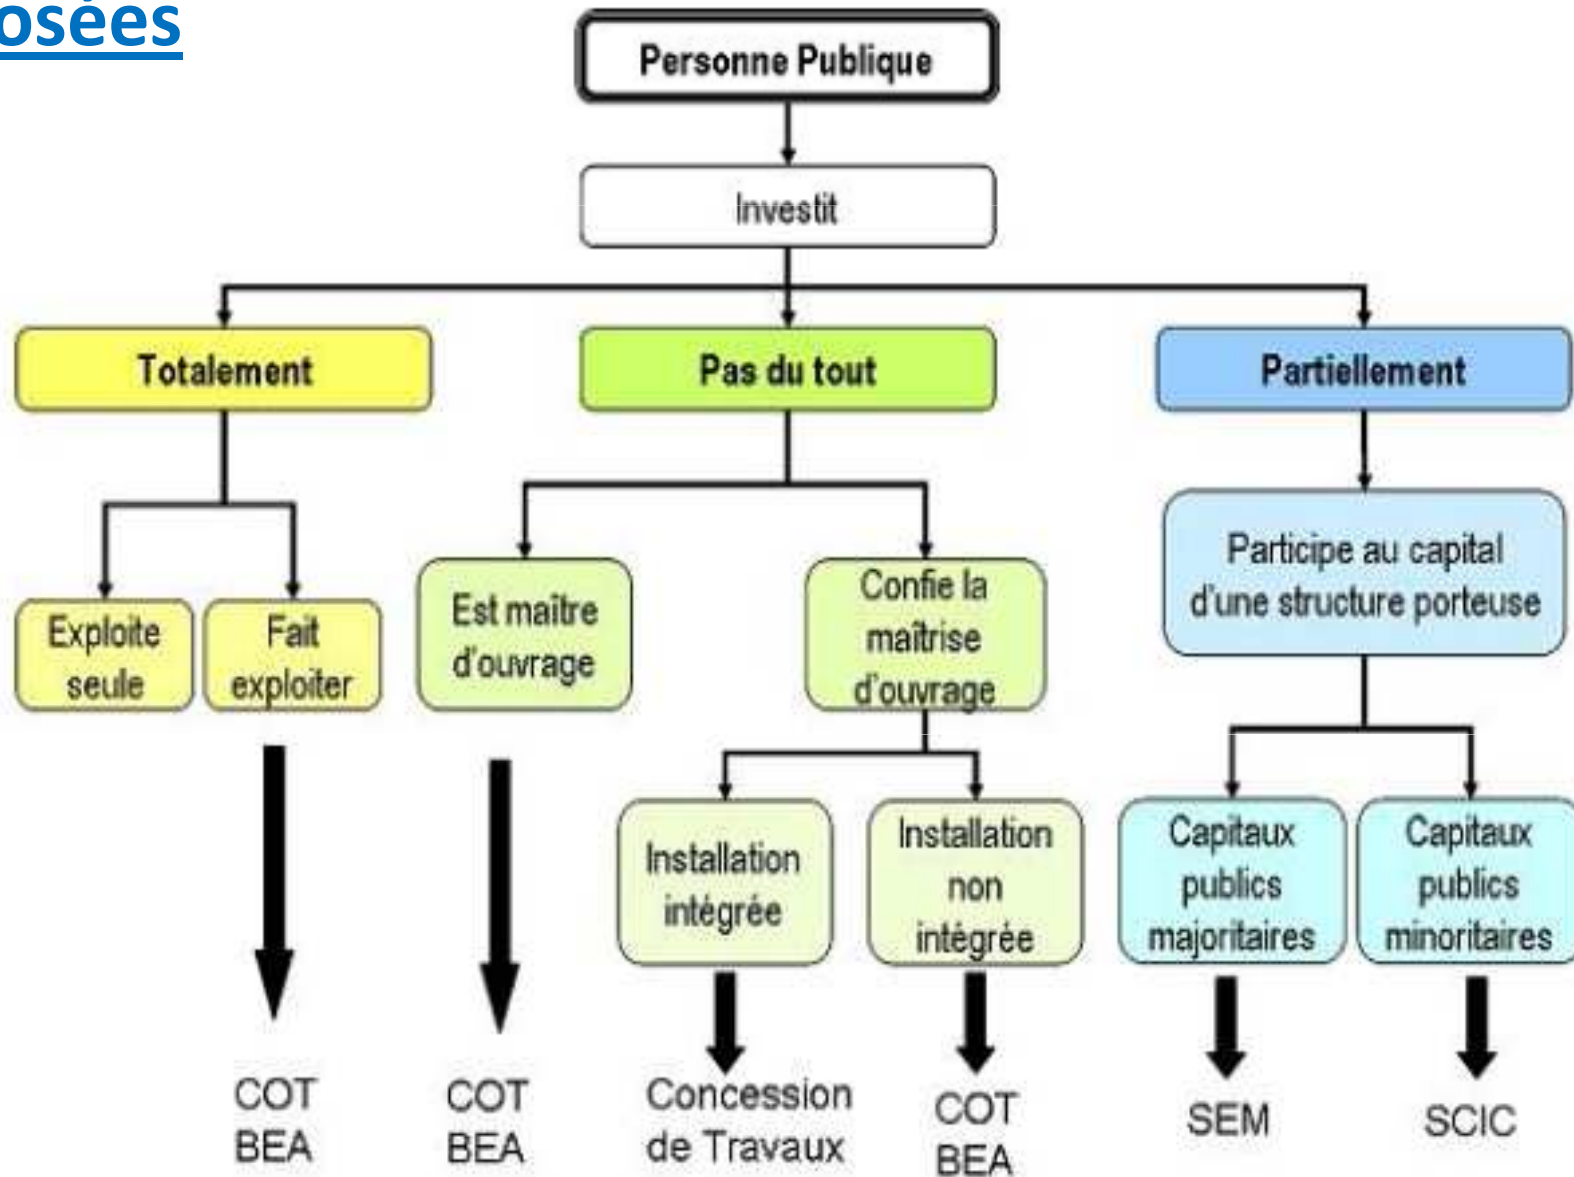 osées
Personne Publique
Investit
Totalement
Pas du tout
Partiellement
Exploite
seule
Fait
exploiter
Est maître
d'ouvrage
Confie la
maîtrise
d'ouvrage
Participe au capital
d'une structure porteuse
Installation
intégrée
Installation
non
intégrée
Capitaux
publics
majoritaires
Capitaux
publics
minoritaires
COT
BEA
COT
BEA
Concession
de Travaux
COT
BEA
SEM
SCIC